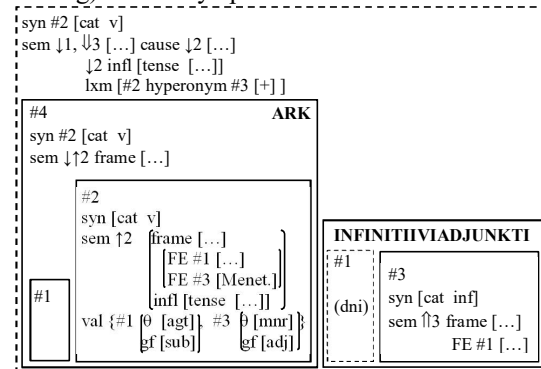 syn #2 [cat v]
sem ↓1, ⇓3 […] cause ↓2 […]
↓2 infl [tense […]]
lxm [#2 hyperonym #3 [+] ]
#4 ARK
syn #2 [cat v]
sem ↓↑2 frame […]
#2
syn [cat v]
sem ↑2 frame […]
FE #1 […]
FE #3 [Menet.]
infl [tense […]]
#1
val {#1 θ [agt] , #3 θ [mnr] }
gf [sub] gf [adj]
INFINITIIVIADJUNKTI
#1
(dni)
#3
syn [cat inf]
sem ⇑3 frame […]
FE #1 […]